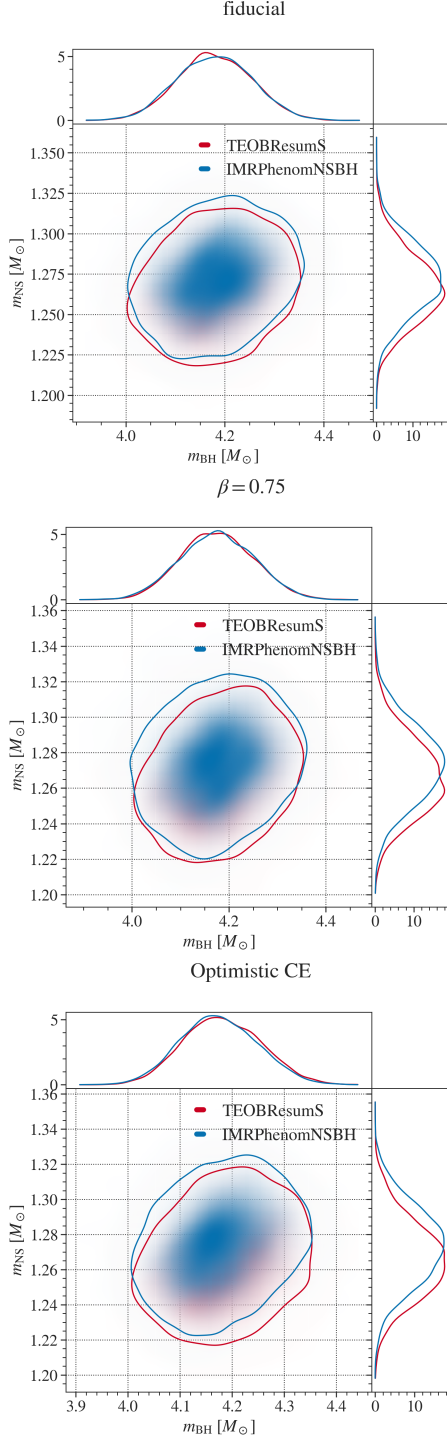 fiducial
5
0
TEOBResumS
IMRPhenomNSBH
1.350
1.325
1.300
1.275
1.250
1.225
1.200
m_NS [M_⊙]
4.0 4.2 4.4
0 10
m_BH [M_⊙]
β = 0.75
5
0
TEOBResumS
IMRPhenomNSBH
1.36
1.34
1.32
1.30
1.28
1.26
1.24
1.22
1.20
m_NS [M_⊙]
4.0 4.2 4.4
0 10
m_BH [M_⊙]
Optimistic CE
5
0
TEOBResumS
IMRPhenomNSBH
1.36
1.34
1.32
1.30
1.28
1.26
1.24
1.22
1.20
m_NS [M_⊙]
3.9 4.0 4.1 4.2 4.3 4.4
0 10
m_BH [M_⊙]